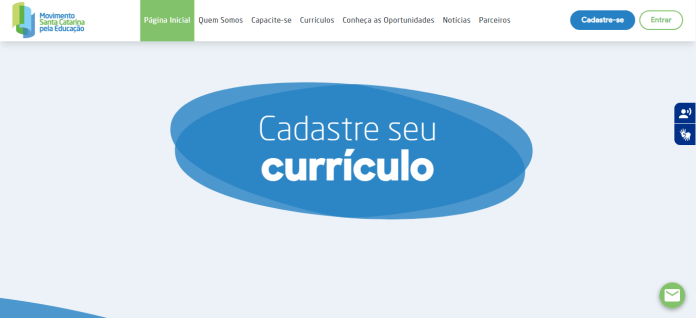 Movimento
Santa Catarina
pela Educação
Página Inicial Quem Somos Capacite-se Currículos Conheça as Oportunidades Notícias Parceiros
Cadastre-se Entrar
Cadastre seu
currículo